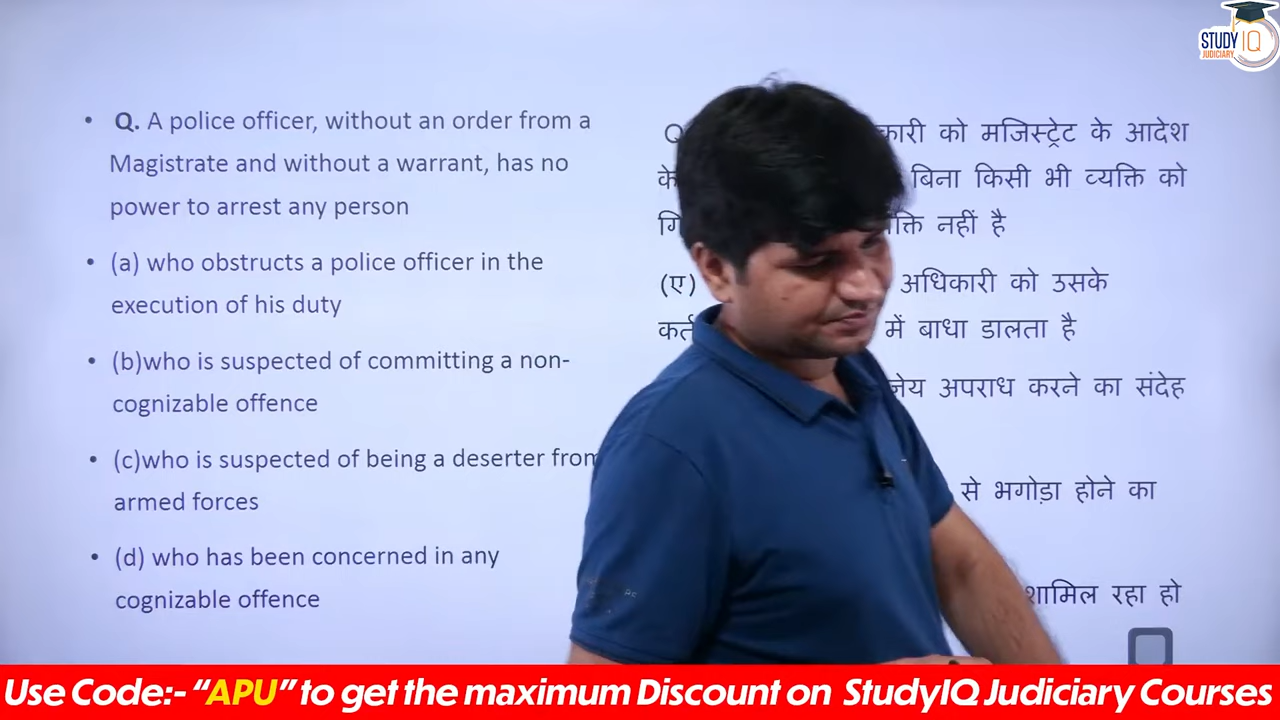 STUDY IQ
JUDICIARY
Q. A police officer, without an order from a
Magistrate and without a warrant, has no
power to arrest any person
(a) who obstructs a police officer in the
execution of his duty
(b)who is suspected of committing a non-
cognizable offence
(c)who is suspected of being a deserter from
armed forces
(d) who has been concerned in any
cognizable offence
को मजिस्ट्रेट के आदेश
के बिना किसी भी व्यक्ति को
नहीं है
(ए) अधिकारी को उसके
में बाधा डालता है
अपराध करने का संदेह
से भगोड़ा होने का
शामिल रहा हो
Use Code:- “APU” to get the maximum Discount on StudyIQ Judiciary Courses